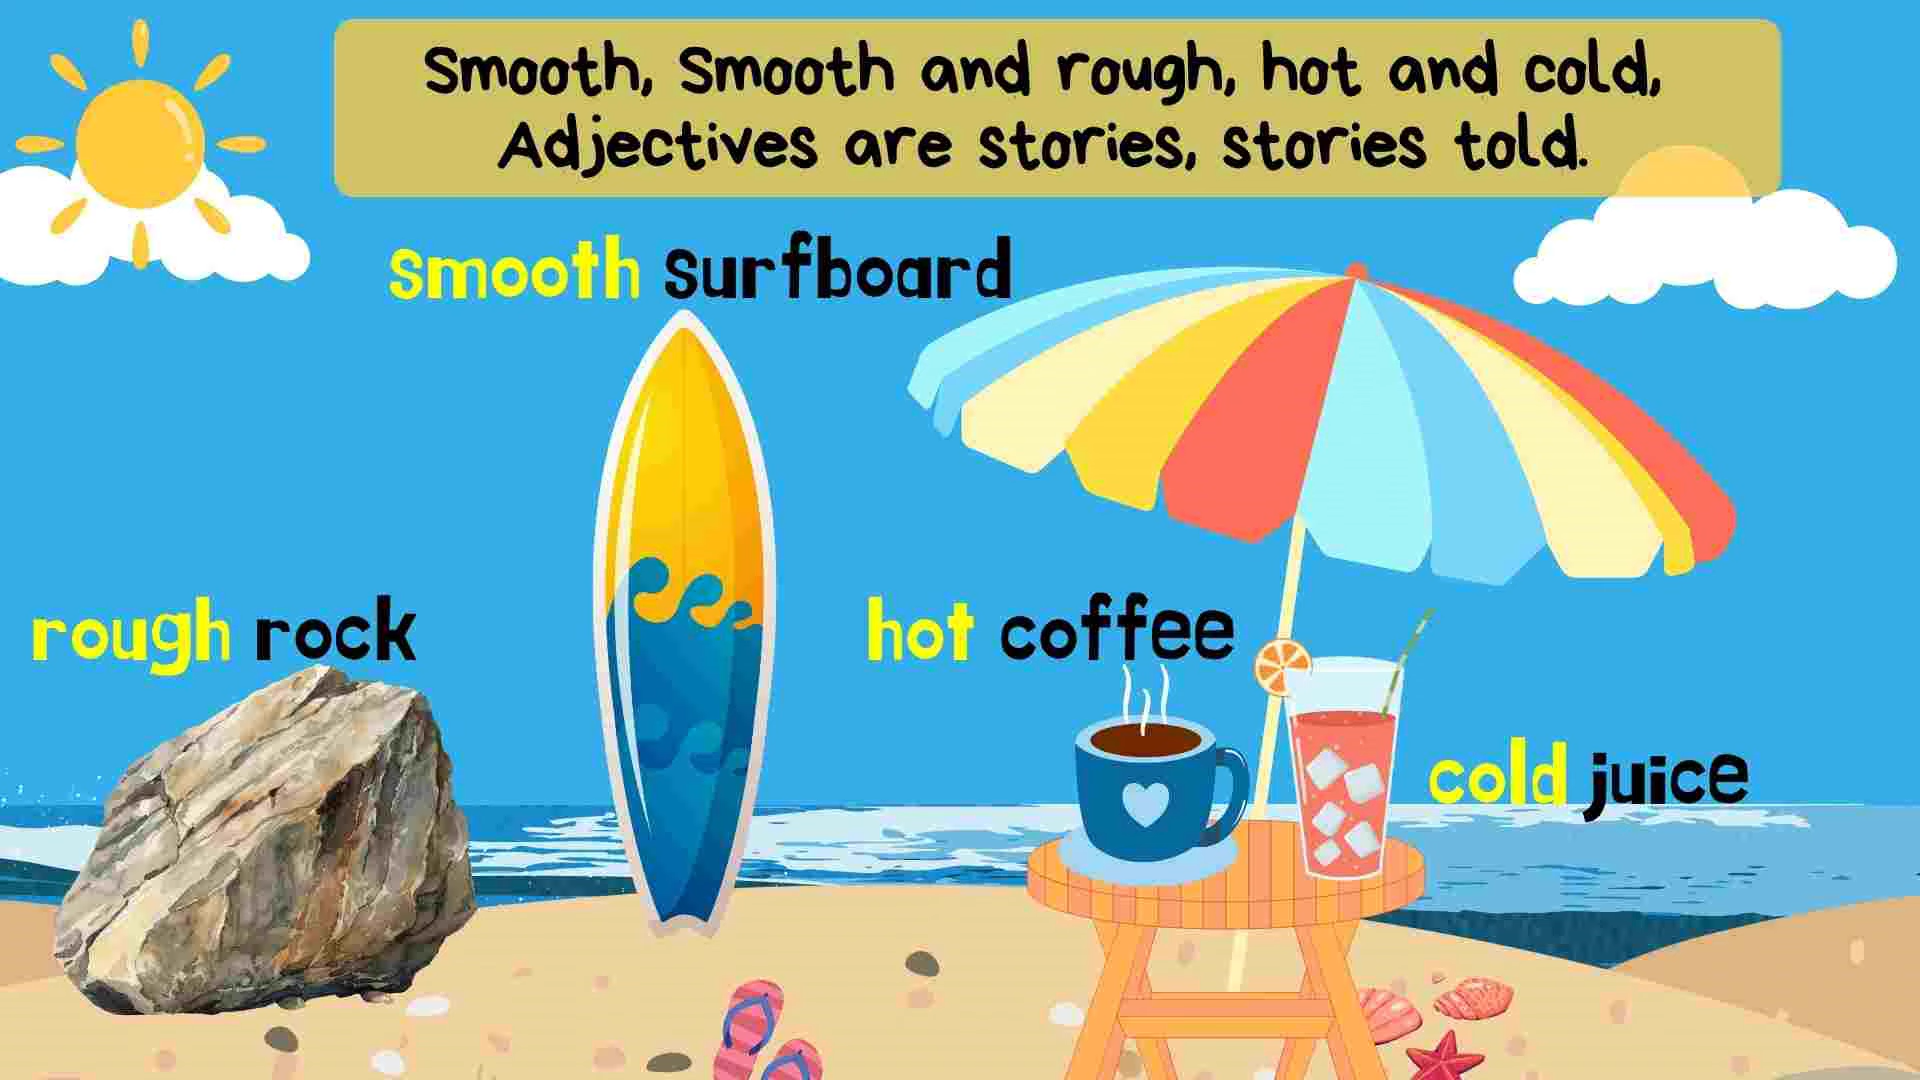 Smooth, Smooth and rough, hot and cold,
Adjectives are stories, stories told.
smooth surfboard
rough rock
hot coffee
cold juice